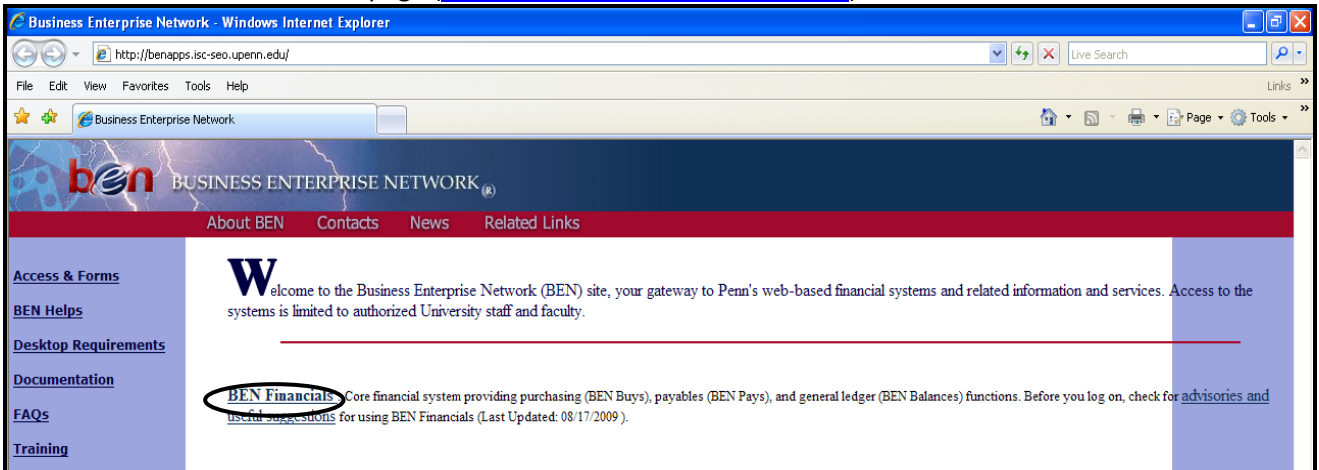 Business Enterprise Network - Windows Internet Explorer
http://benapps.isc-seo.upenn.edu/
Live Search
File Edit View Favorites Tools Help
Links »
Business Enterprise Network
Page Tools »
ben BUSINESS ENTERPRISE NETWORK ®
About BEN Contacts News Related Links
Access & Forms
BEN Helps
Desktop Requirements
Documentation
FAQs
Training
Welcome to the Business Enterprise Network (BEN) site, your gateway to Penn's web-based financial systems and related information and services. Access to the
systems is limited to authorized University staff and faculty.
BEN Financials : Core financial system providing purchasing (BEN Buys), payables (BEN Pays), and general ledger (BEN Balances) functions. Before you log on, check for advisories and
useful suggestions for using BEN Financials (Last Updated: 08/17/2009 ).